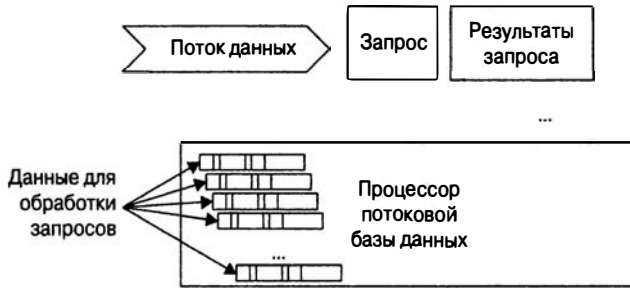 Поток данных
Запрос
Результаты
запроса
...
Данные для
обработки
запросов
Процессор
потоковой
базы данных
...